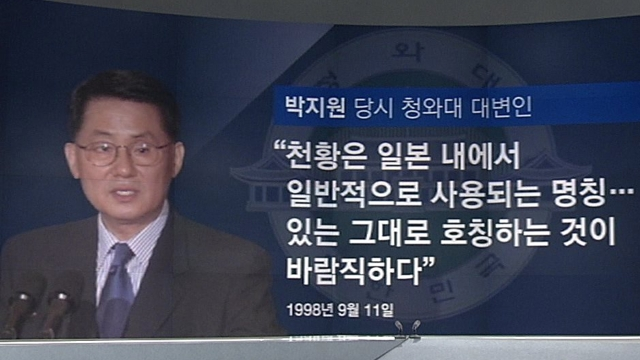 박지원 당시 청와대 대변인
“천황은 일본 내에서
일반적으로 사용되는 명칭…
있는 그대로 호칭하는 것이
바람직하다”
1998년 9월 11일